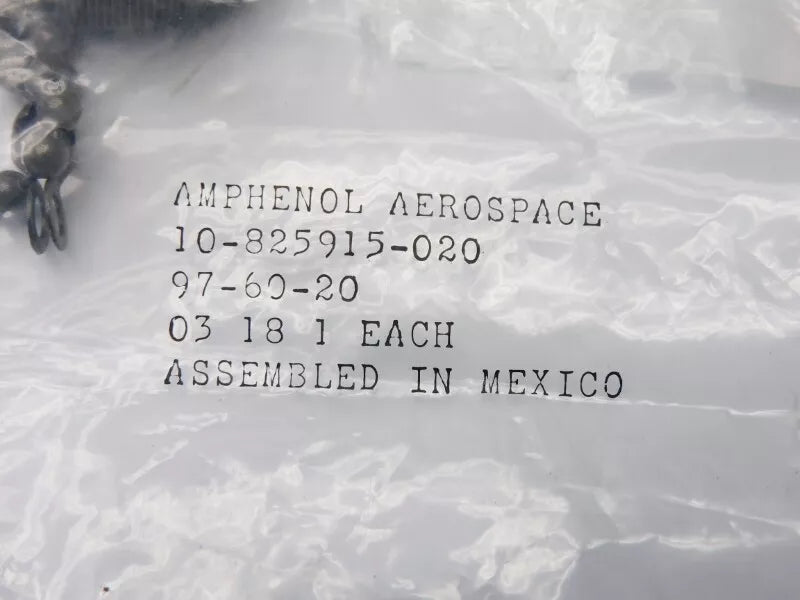 AMPHENOL AEROSPACE
10-825915-020
97-60-20
03 18 1 EACH
ASSEMBLED IN MEXICO